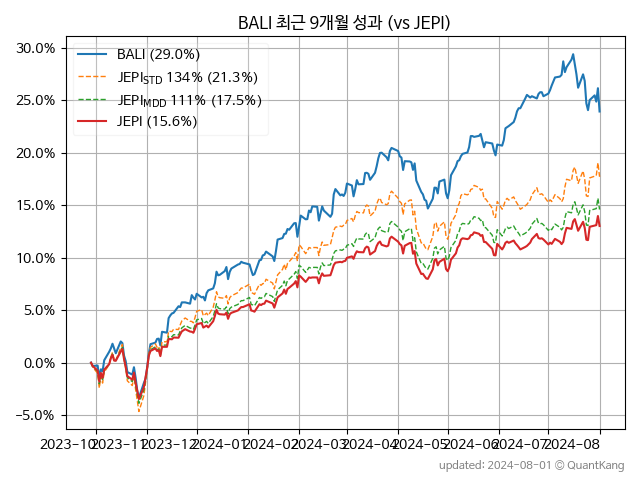 BALI 최근 9개월 성과 (vs JEPI)
30.0%
25.0%
20.0%
15.0%
10.0%
5.0%
0.0%
−5.0%
BALI (29.0%)
JEPISTD 134% (21.3%)
JEPIMDD 111% (17.5%)
JEPI (15.6%)
2023-10 2023-11 2023-12 2024-01 2024-02 2024-03 2024-04 2024-05 2024-06 2024-07 2024-08
updated: 2024-08-01 © QuantKang